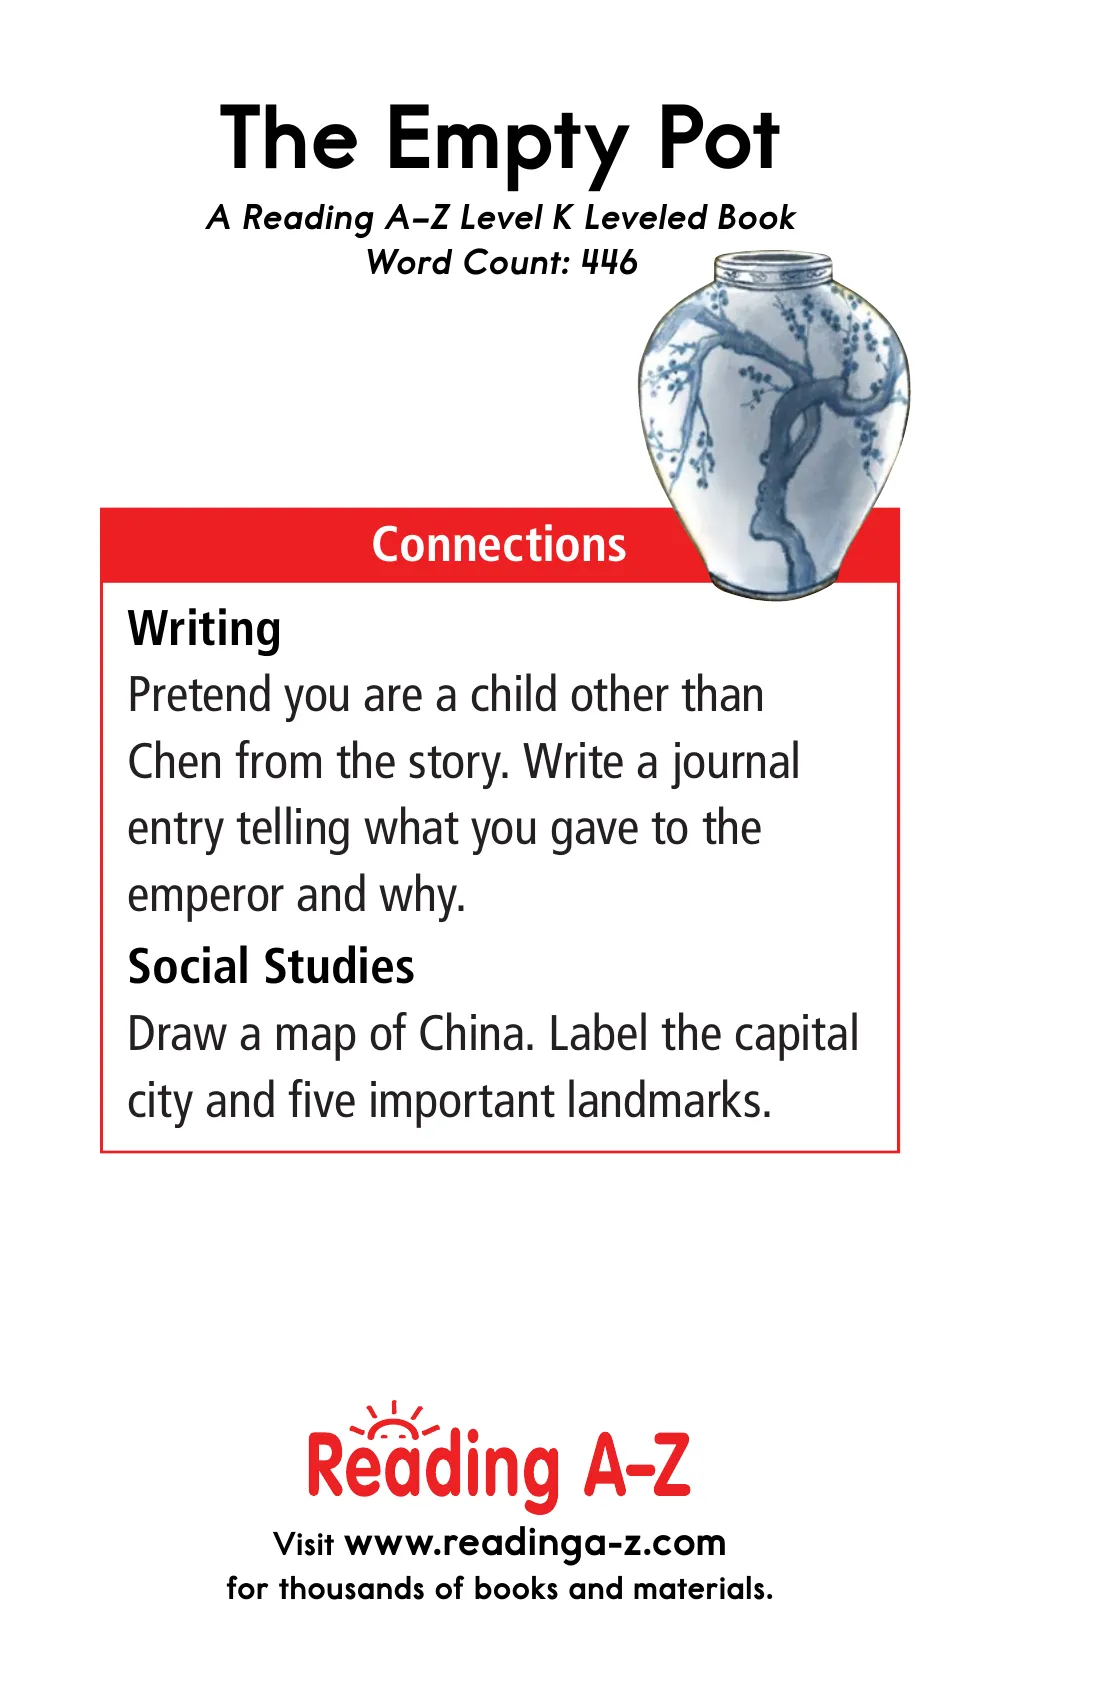 The Empty Pot
A Reading A–Z Level K Leveled Book
Word Count: 446
Connections
Writing
Pretend you are a child other than
Chen from the story. Write a journal
entry telling what you gave to the
emperor and why.
Social Studies
Draw a map of China. Label the capital
city and five important landmarks.
Reading A–Z
Visit www.readinga-z.com
for thousands of books and materials.